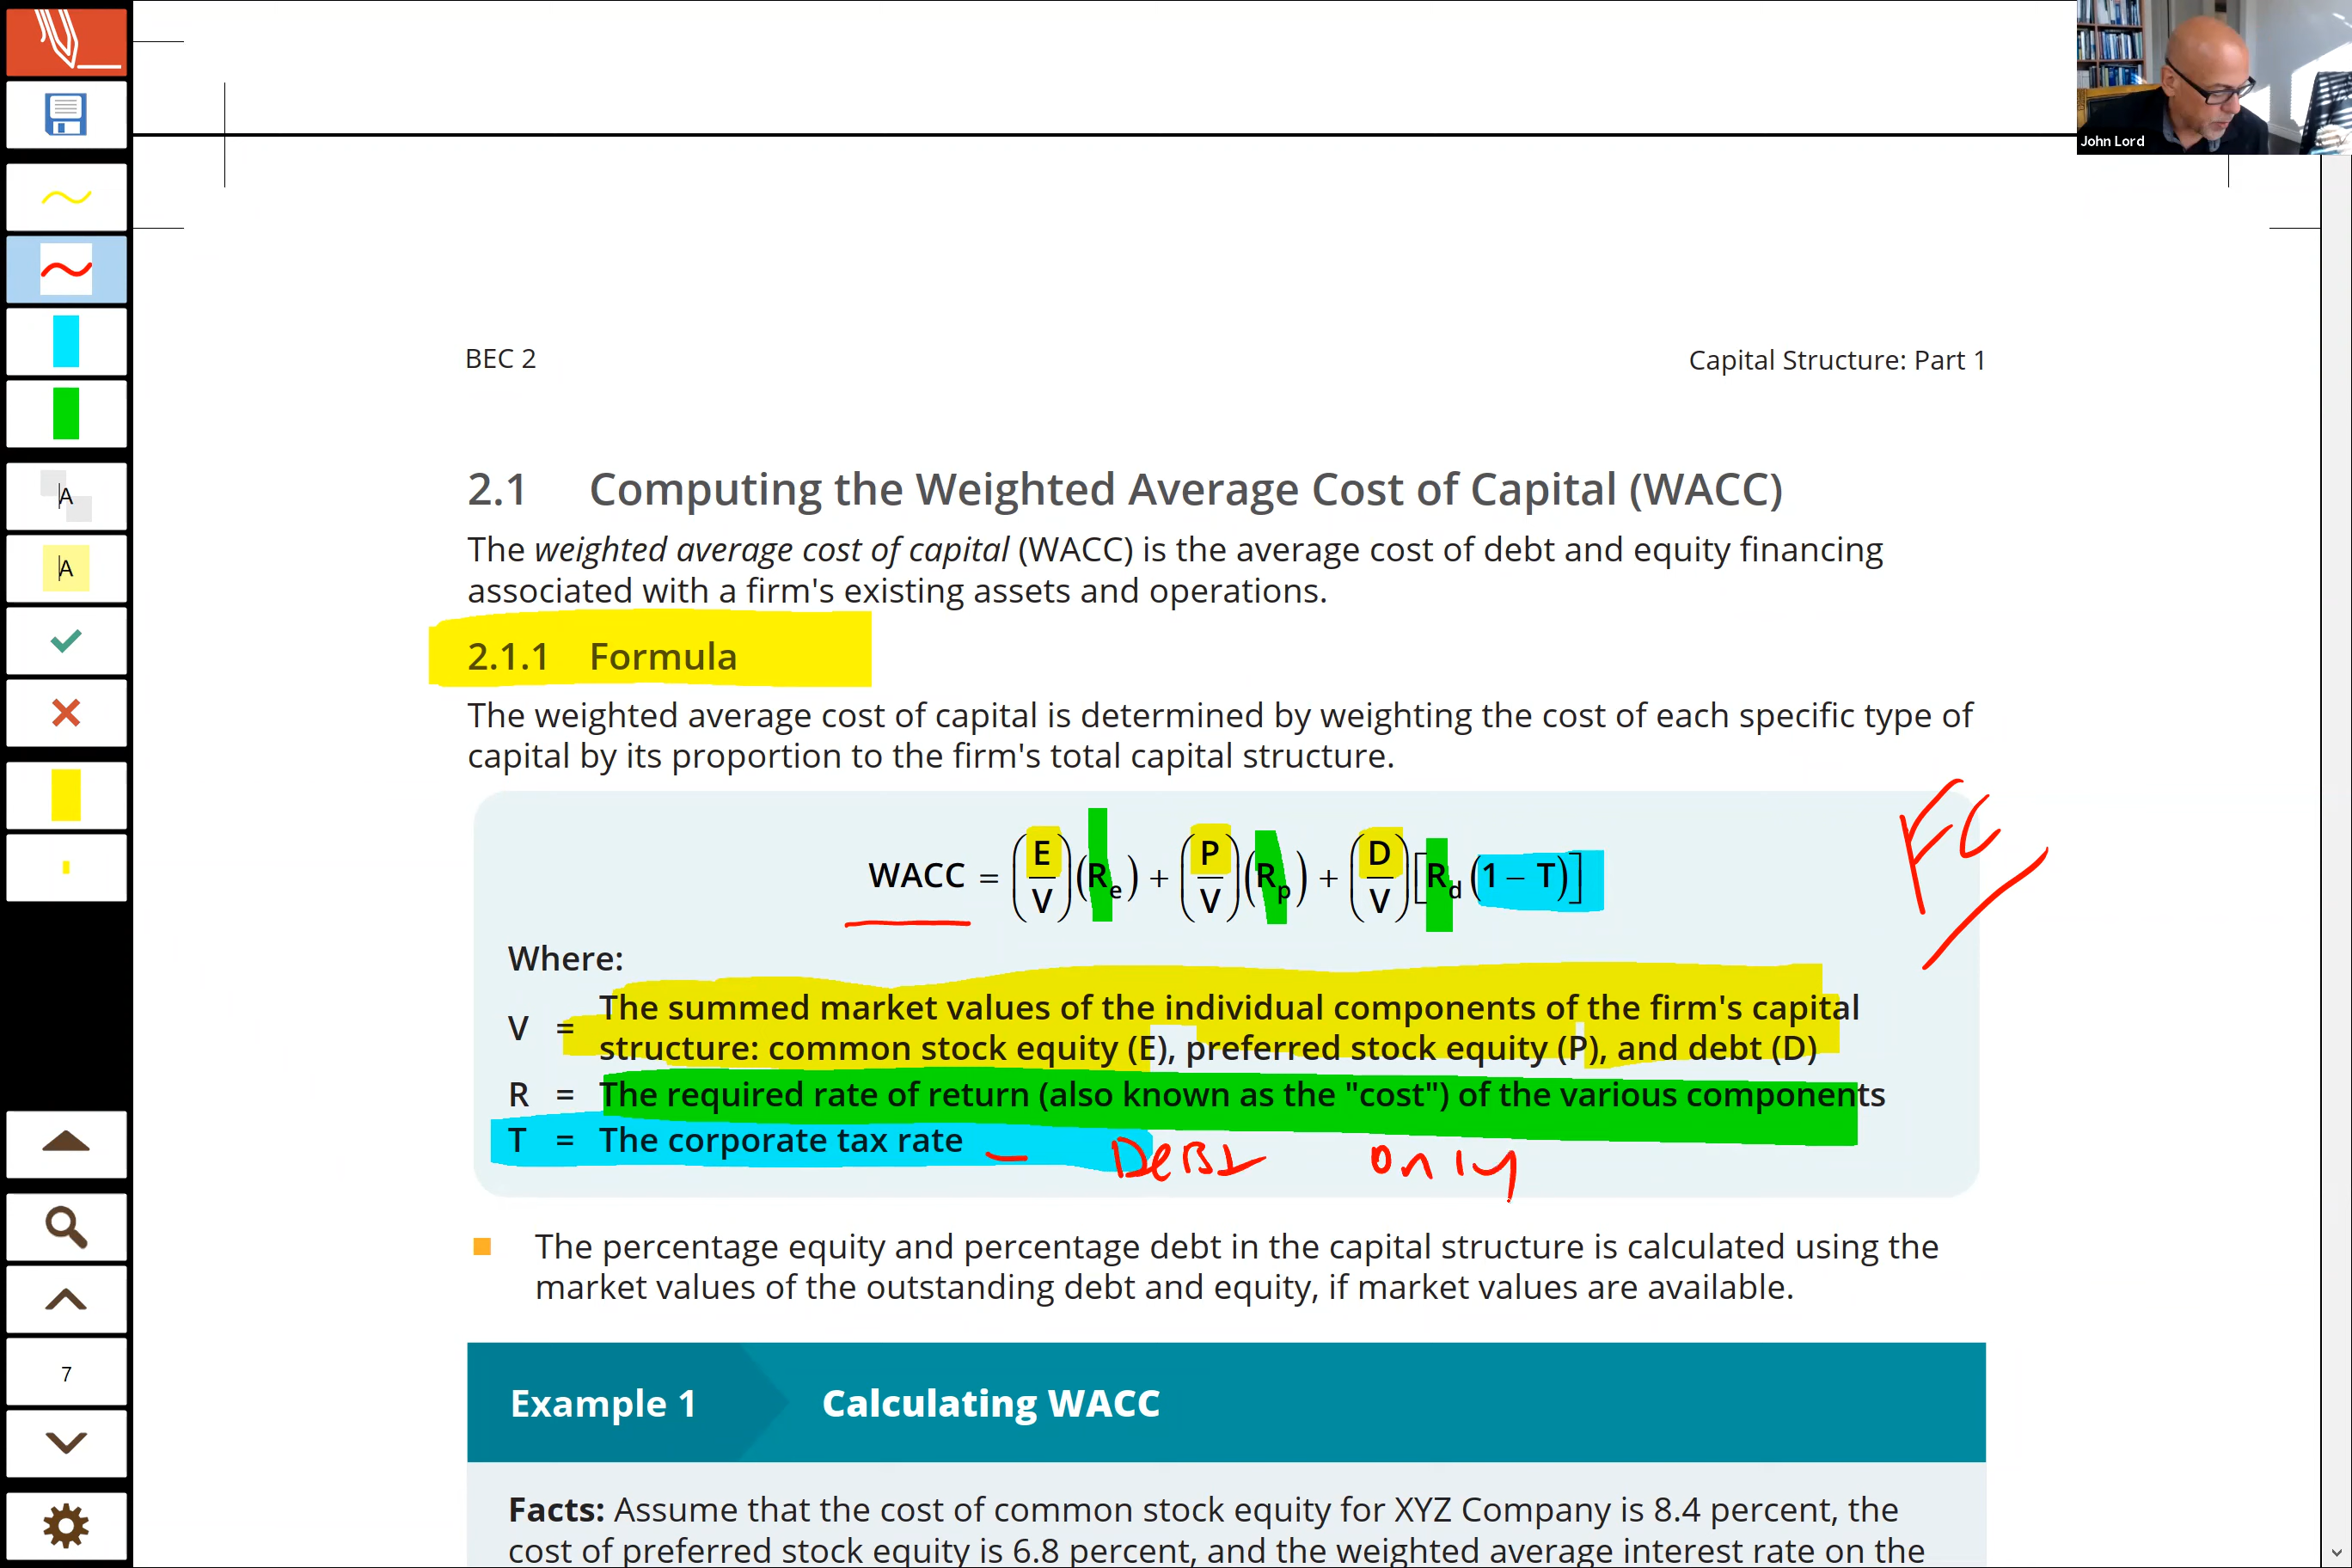 John Lord
BEC 2
Capital Structure: Part 1
2.1 Computing the Weighted Average Cost of Capital (WACC)
The weighted average cost of capital (WACC) is the average cost of debt and equity financing
associated with a firm's existing assets and operations.
2.1.1 Formula
The weighted average cost of capital is determined by weighting the cost of each specific type of
capital by its proportion to the firm's total capital structure.
WACC = (E/V)(Re) + (P/V)(Rp) + (D/V)[Rd(1 − T)]
FC
Where:
V = The summed market values of the individual components of the firm's capital
structure: common stock equity (E), preferred stock equity (P), and debt (D)
R = The required rate of return (also known as the "cost") of the various components
T = The corporate tax rate – Debt only
■ The percentage equity and percentage debt in the capital structure is calculated using the
market values of the outstanding debt and equity, if market values are available.
Example 1 Calculating WACC
Facts: Assume that the cost of common stock equity for XYZ Company is 8.4 percent, the
cost of preferred stock equity is 6.8 percent, and the weighted average interest rate on the
A
A
7